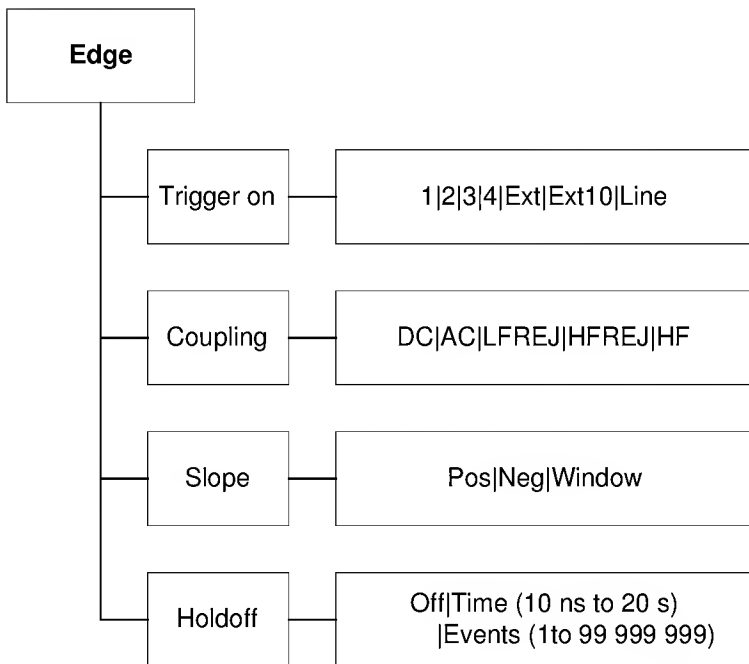 Edge
Trigger on
1|2|3|4|Ext|Ext10|Line
Coupling
DC|AC|LFREJ|HFREJ|HF
Slope
Pos|Neg|Window
Holdoff
Off|Time (10 ns to 20 s)
|Events (1to 99 999 999)